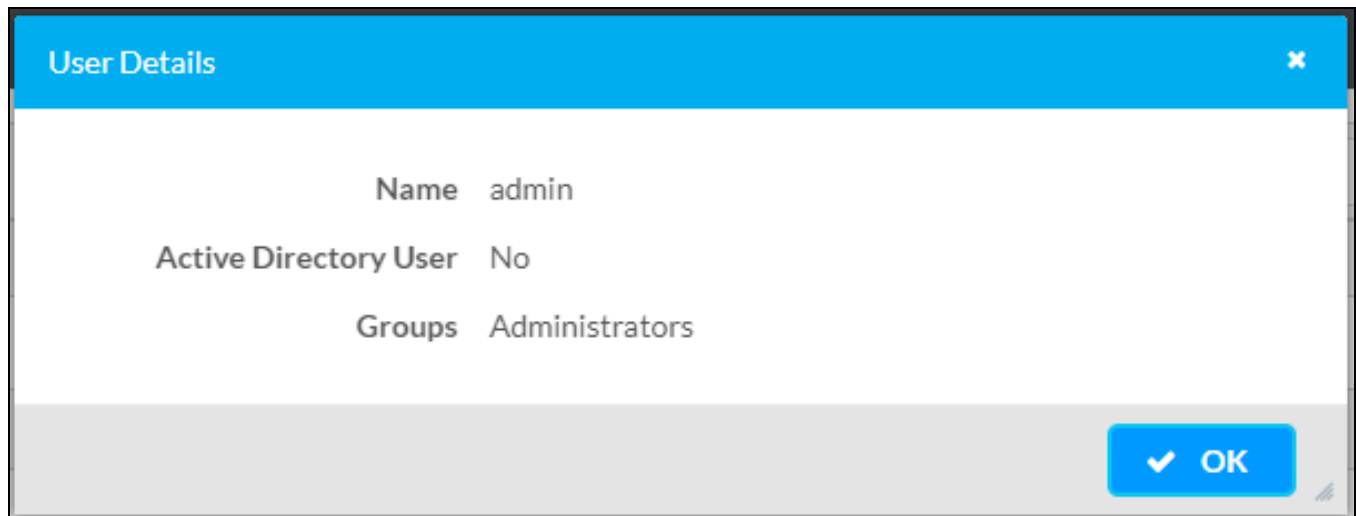 User Details
Name admin
Active Directory User No
Groups Administrators
OK